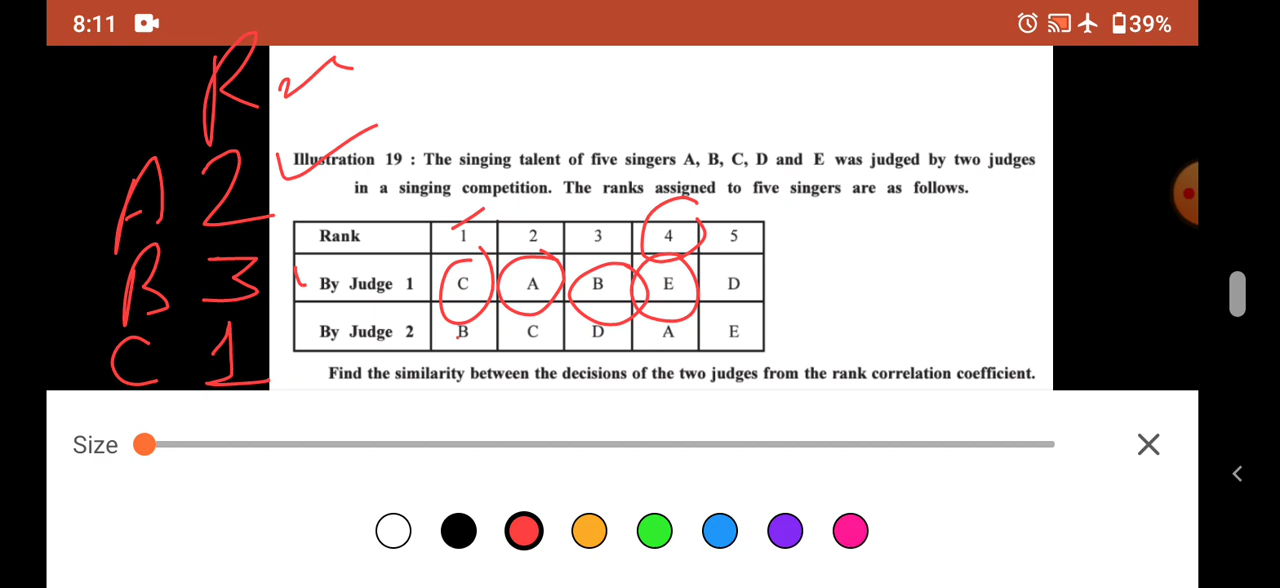 8:11 39%
R
Illustration 19 : The singing talent of five singers A, B, C, D and E was judged by two judges
in a singing competition. The ranks assigned to five singers are as follows.
A 2
Rank 1 2 3 4 5
B 3
By Judge 1 C A B E D
By Judge 2 B C D A E
C 1
Find the similarity between the decisions of the two judges from the rank correlation coefficient.
Size